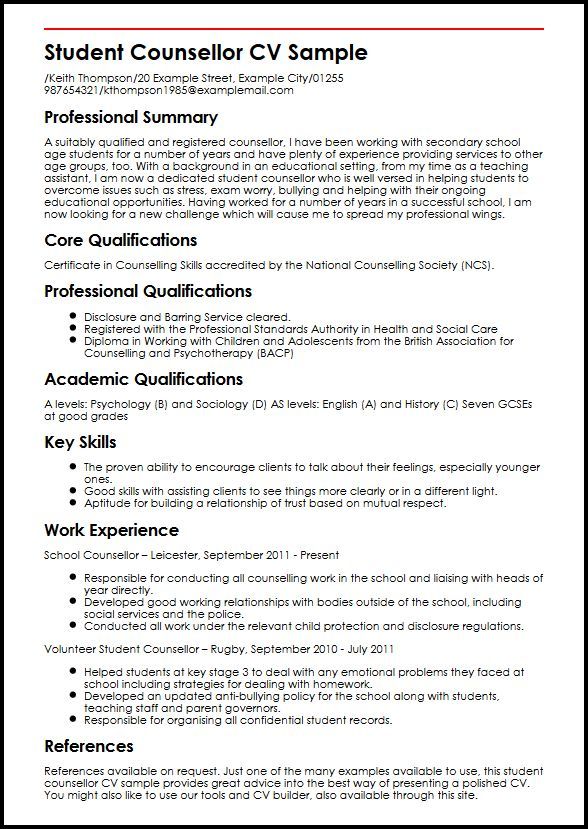 Student Counsellor CV Sample
/Keith Thompson/20 Example Street, Example City/01255
987654321/kthompson1985@examplemail.com
Professional Summary
A suitably qualified and registered counsellor, I have been working with secondary school
age students for a number of years and have plenty of experience providing services to other
age groups, too. With a background in an educational setting, from my time as a teaching
assistant, I am now a dedicated student counsellor who is well versed in helping students to
overcome issues such as stress, exam worry, bullying and helping with their ongoing
educational opportunities. Having worked for a number of years in a successful school, I am
now looking for a new challenge which will cause me to spread my professional wings.
Core Qualifications
Certificate in Counselling Skills accredited by the National Counselling Society (NCS).
Professional Qualifications
● Disclosure and Barring Service cleared.
● Registered with the Professional Standards Authority in Health and Social Care
● Diploma in Working with Children and Adolescents from the British Association for
Counselling and Psychotherapy (BACP)
Academic Qualifications
A levels: Psychology (B) and Sociology (D) AS levels: English (A) and History (C) Seven GCSEs
at good grades
Key Skills
● The proven ability to encourage clients to talk about their feelings, especially younger
ones.
● Good skills with assisting clients to see things more clearly or in a different light.
● Aptitude for building a relationship of trust based on mutual respect.
Work Experience
School Counsellor – Leicester, September 2011 - Present
● Responsible for conducting all counselling work in the school and liaising with heads of
year directly.
● Developed good working relationships with bodies outside of the school, including
social services and the police.
● Conducted all work under the relevant child protection and disclosure regulations.
Volunteer Student Counsellor – Rugby, September 2010 - July 2011
● Helped students at key stage 3 to deal with any emotional problems they faced at
school including strategies for dealing with homework.
● Developed an updated anti-bullying policy for the school along with students,
teaching staff and parent governors.
● Responsible for organising all confidential student records.
References
References available on request. Just one of the many examples available to use, this student
counsellor CV sample provides great advice into the best way of presenting a polished CV.
You might also like to use our tools and CV builder, also available through this site.